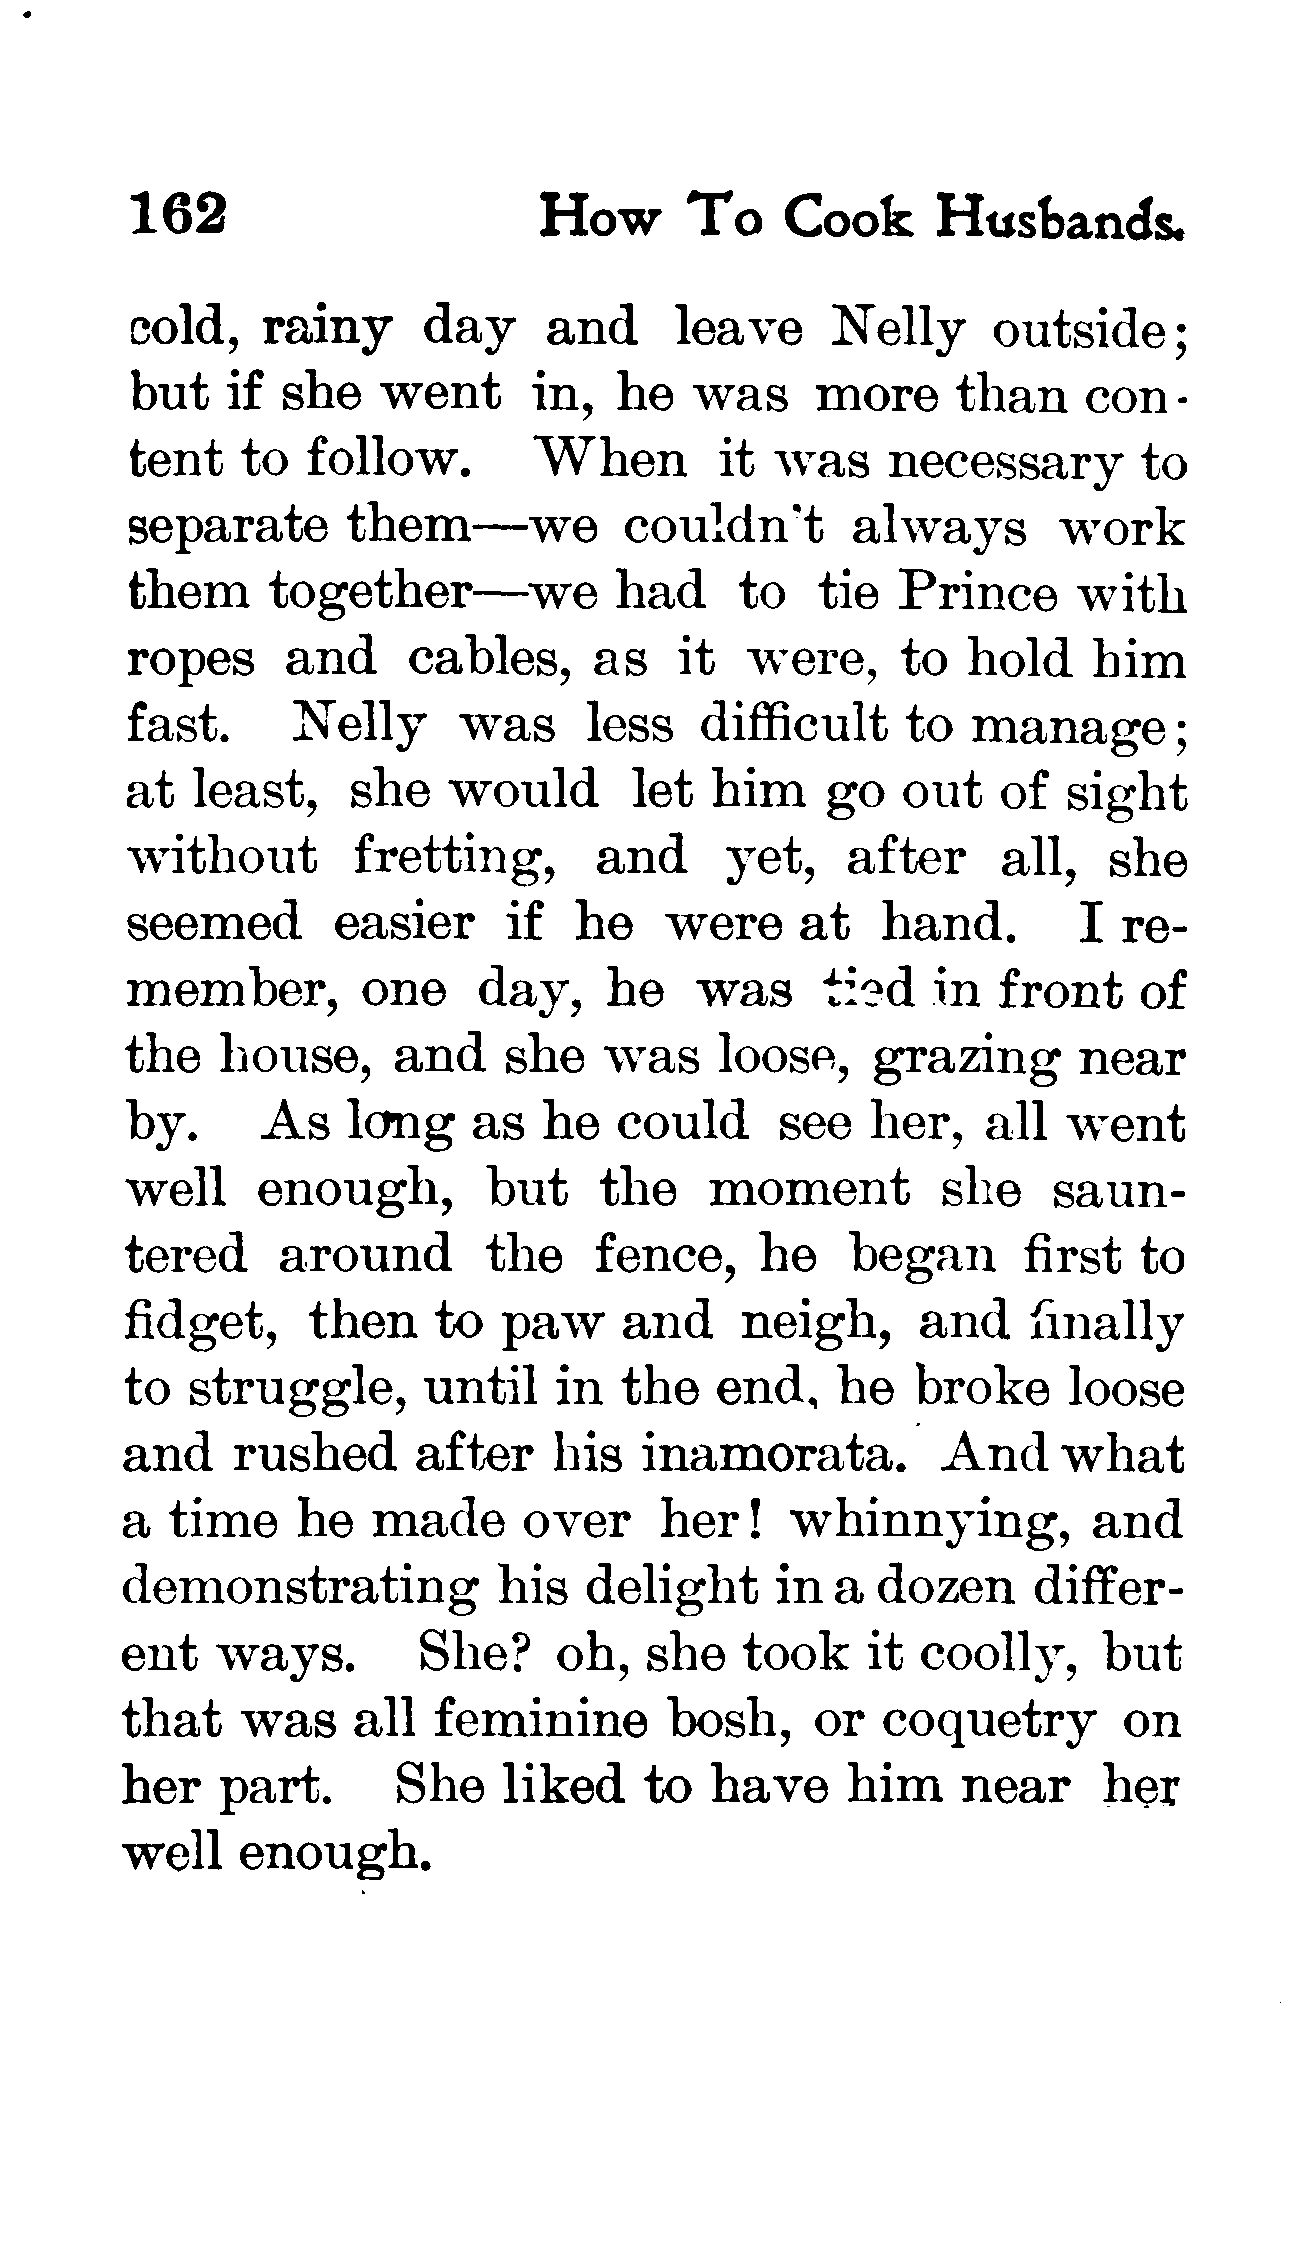 162 How To Cook Husbands.
cold, rainy day and leave Nelly outside;
but if she went in, he was more than con-
tent to follow. When it was necessary to
separate them—we couldn't always work
them together—we had to tie Prince with
ropes and cables, as it were, to hold him
fast. Nelly was less difficult to manage;
at least, she would let him go out of sight
without fretting, and yet, after all, she
seemed easier if he were at hand. I re-
member, one day, he was tied in front of
the house, and she was loose, grazing near
by. As long as he could see her, all went
well enough, but the moment she saun-
tered around the fence, he began first to
fidget, then to paw and neigh, and finally
to struggle, until in the end, he broke loose
and rushed after his inamorata. And what
a time he made over her! whinnying, and
demonstrating his delight in a dozen differ-
ent ways. She? oh, she took it coolly, but
that was all feminine bosh, or coquetry on
her part. She liked to have him near her
well enough.